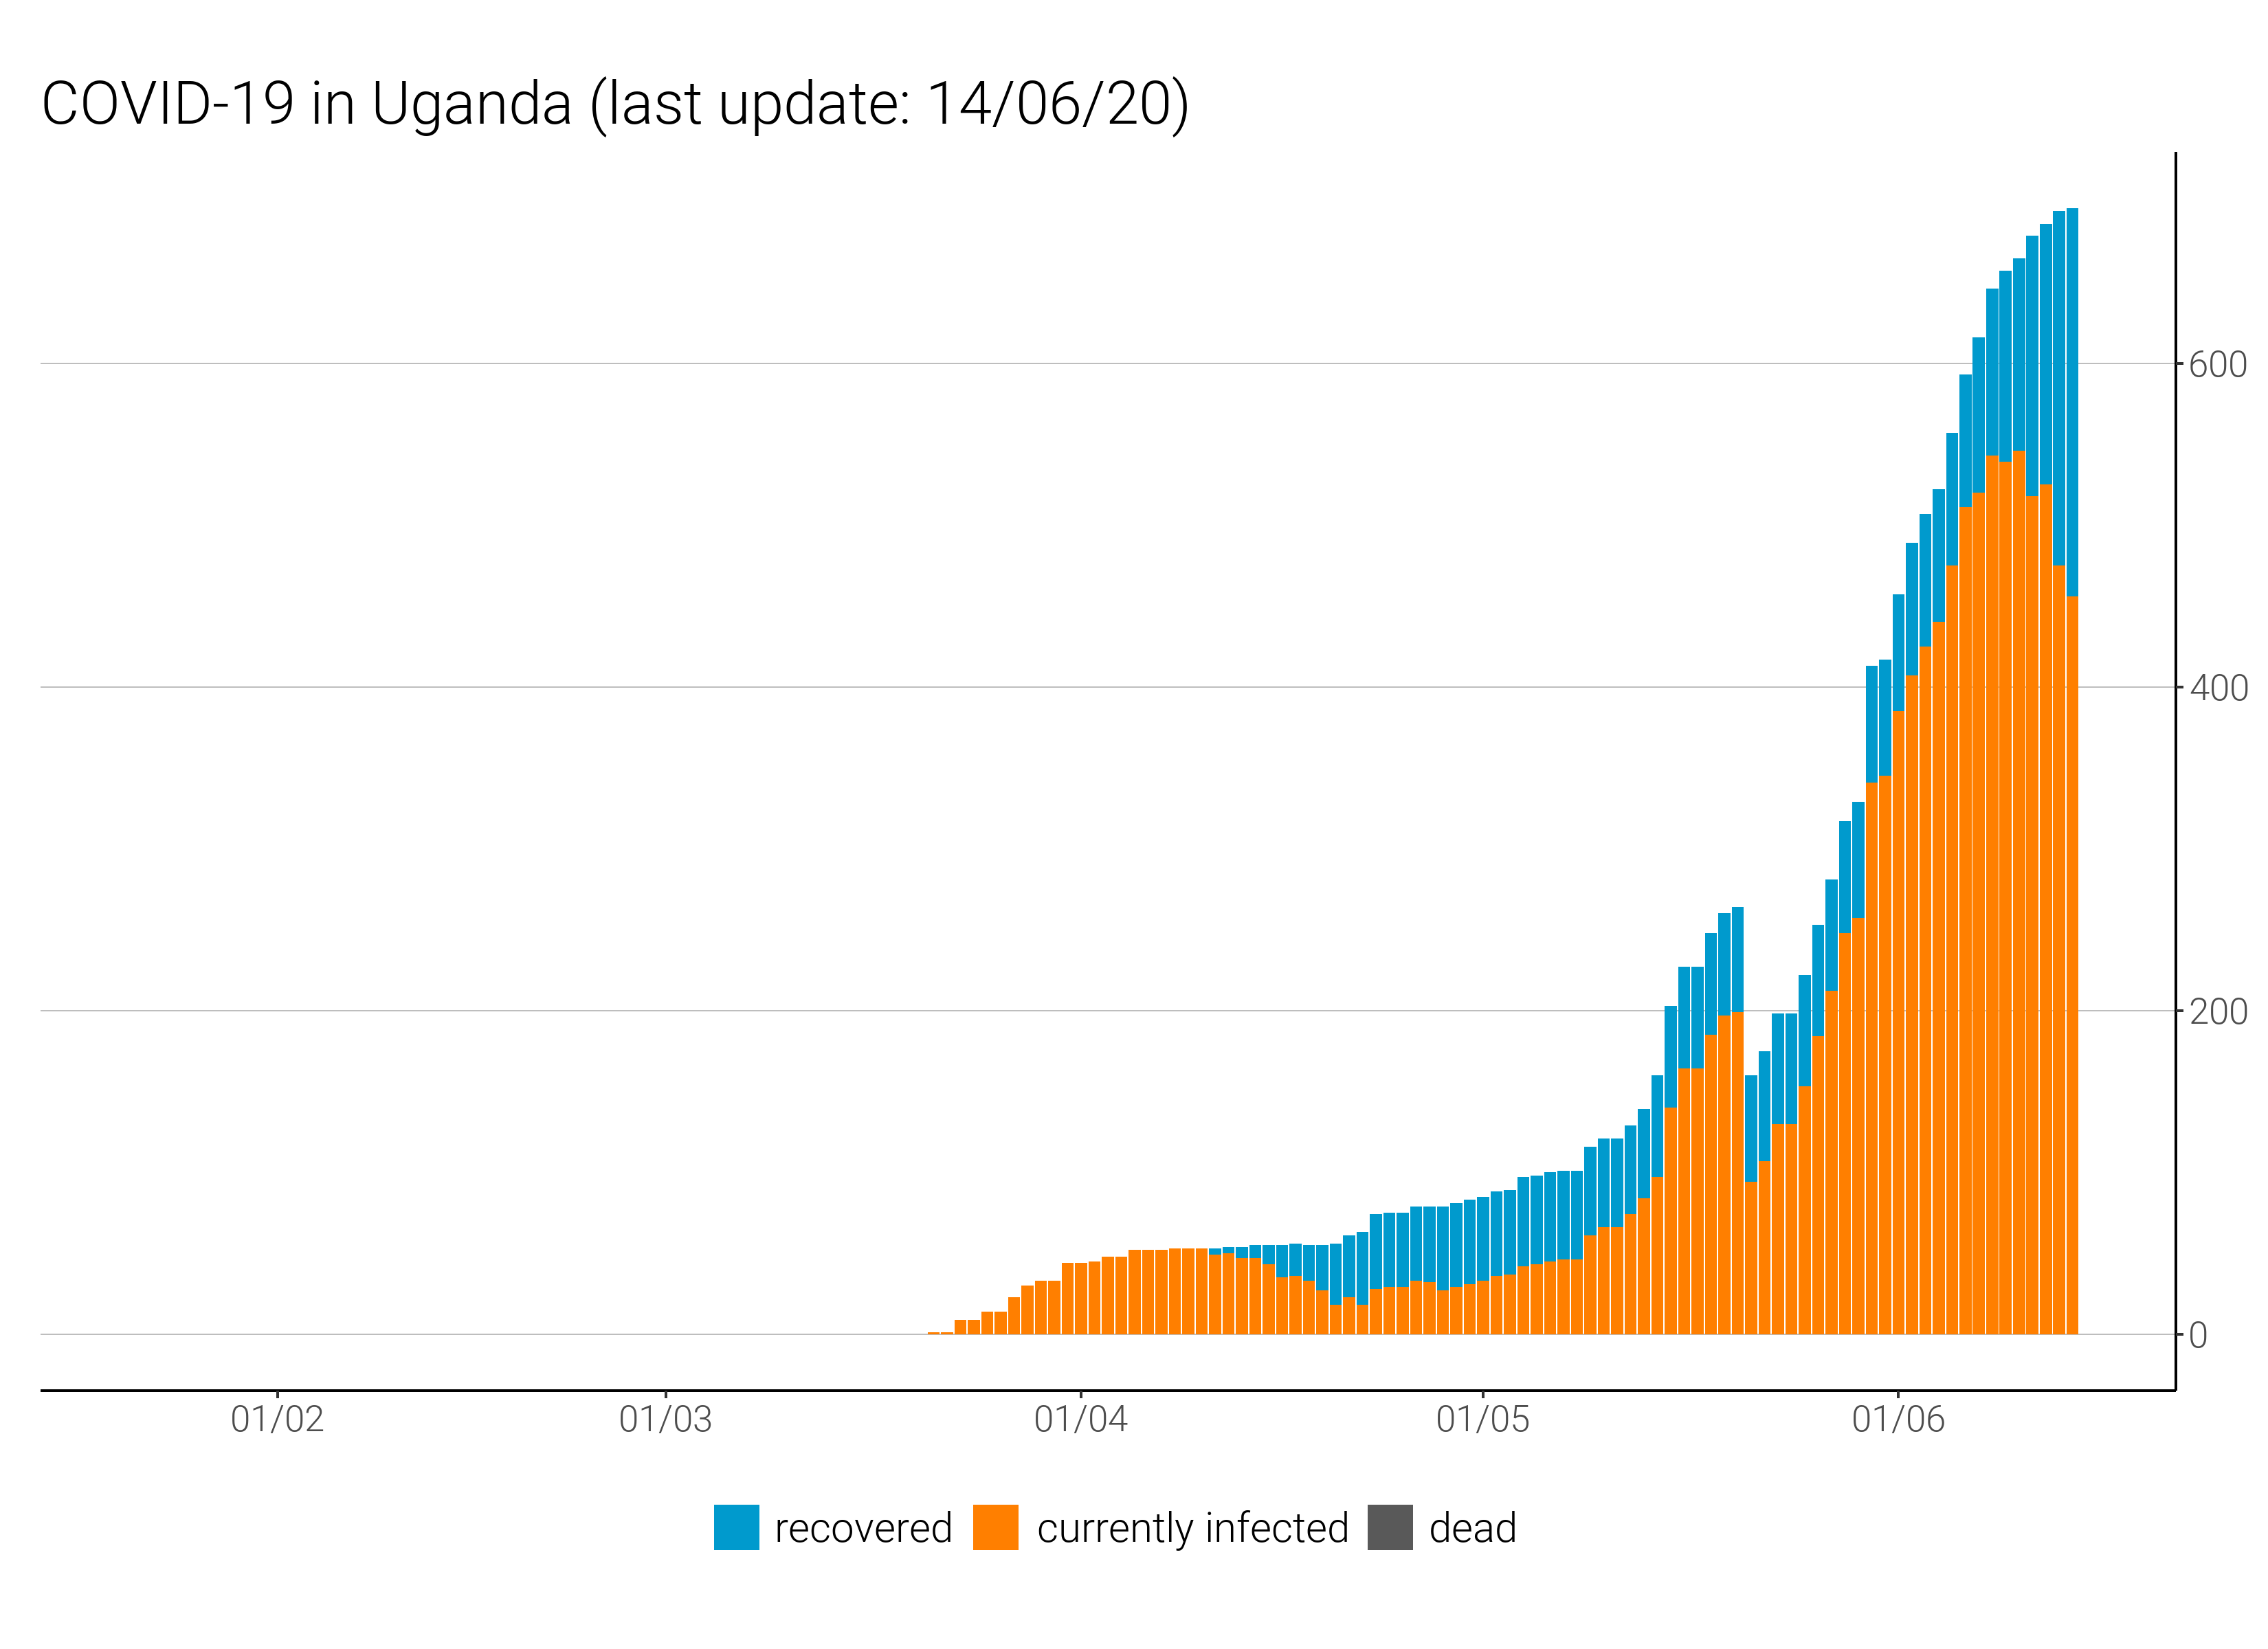 COVID-19 in Uganda (last update: 14/06/20)
600
400
200
0
01/02 01/03 01/04 01/05 01/06
recovered currently infected dead